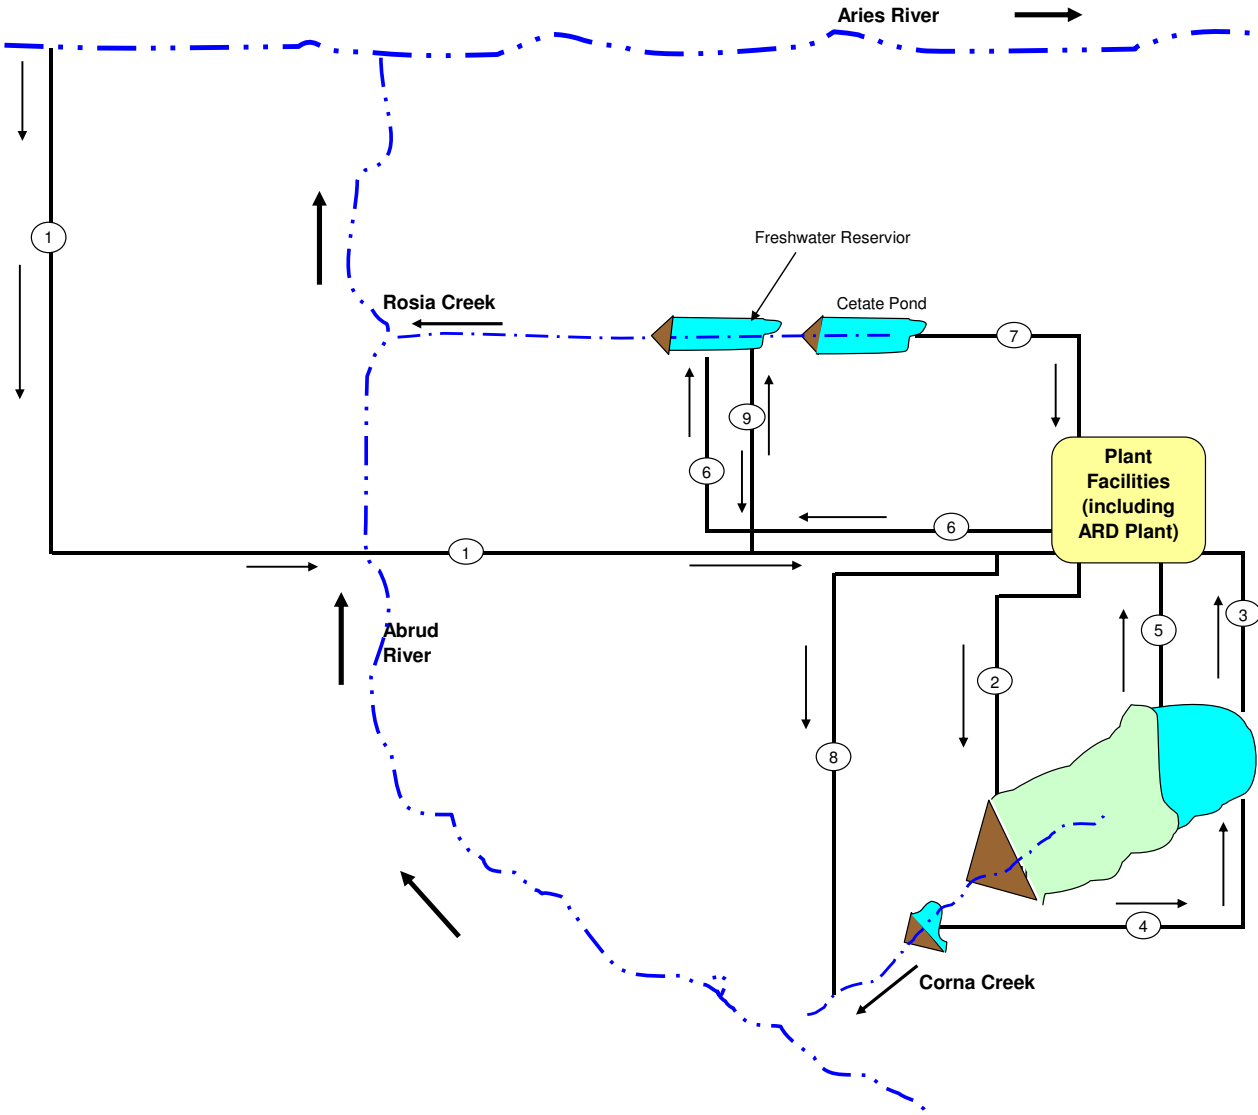 Aries River
1
Freshwater Reservior
Rosia Creek
Cetate Pond
7
9
Plant
Facilities
(including
ARD Plant)
6
6
1
3
5
Abrud
River
2
8
4
Corna Creek